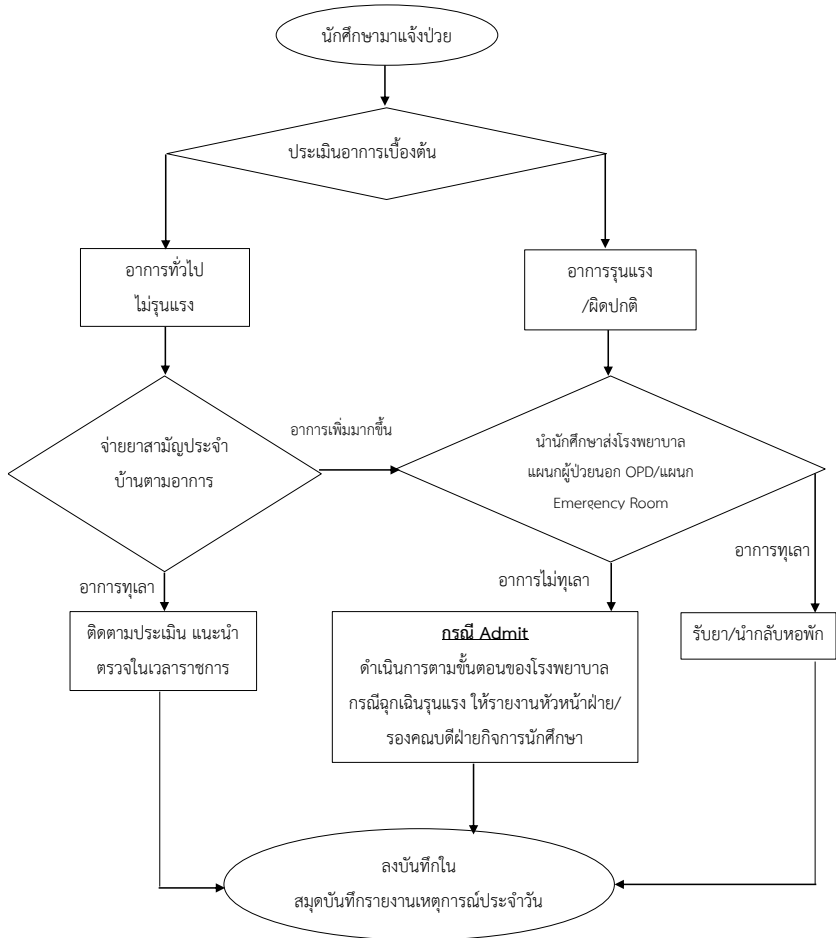 นักศึกษามาแจ้งป่วย
ประเมินอาการเบื้องต้น
อาการทั่วไป
ไม่รุนแรง
อาการรุนแรง
/ผิดปกติ
จ่ายยาสามัญประจำ
บ้านตามอาการ
อาการเพิ่มมากขึ้น
นำนักศึกษาส่งโรงพยาบาล
แผนกผู้ป่วยนอก OPD/แผนก
Emergency Room
อาการทุเลา
อาการไม่ทุเลา
อาการทุเลา
ติดตามประเมิน แนะนำ
ตรวจในเวลาราชการ
กรณี Admit
ดำเนินการตามขั้นตอนของโรงพยาบาล
กรณีฉุกเฉินรุนแรง ให้รายงานหัวหน้าฝ่าย/
รองคณบดีฝ่ายกิจการนักศึกษา
รับยา/นำกลับหอพัก
ลงบันทึกใน
สมุดบันทึกรายงานเหตุการณ์ประจำวัน